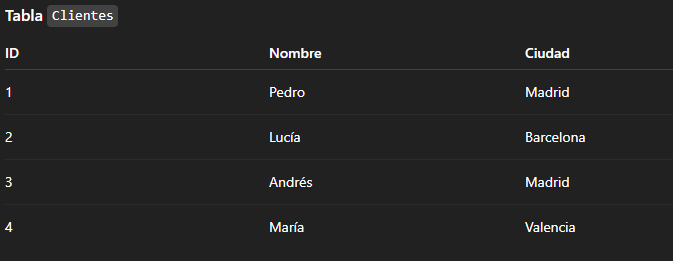 Tabla Clientes
ID Nombre Ciudad
1 Pedro Madrid
2 Lucía Barcelona
3 Andrés Madrid
4 María Valencia